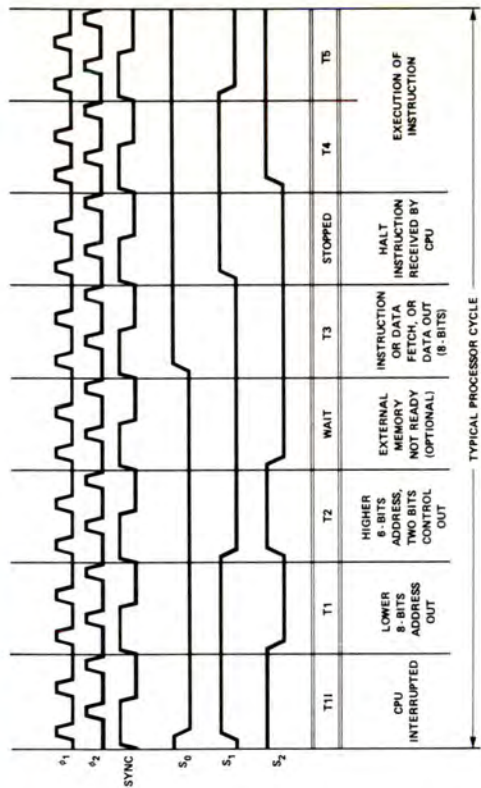 φ1
φ2
SYNC
S0
S1
S2
T1I
T1
T2
WAIT
T3
STOPPED
T4
T5
CPU
INTERRUPTED
LOWER
8-BITS
ADDRESS
OUT
HIGHER
6-BITS
ADDRESS,
TWO BITS
CONTROL
OUT
EXTERNAL
MEMORY
NOT READY
(OPTIONAL)
INSTRUCTION
OR DATA
FETCH, OR
DATA OUT
(8-BITS)
HALT
INSTRUCTION
RECEIVED BY
CPU
EXECUTION OF
INSTRUCTION
TYPICAL PROCESSOR CYCLE